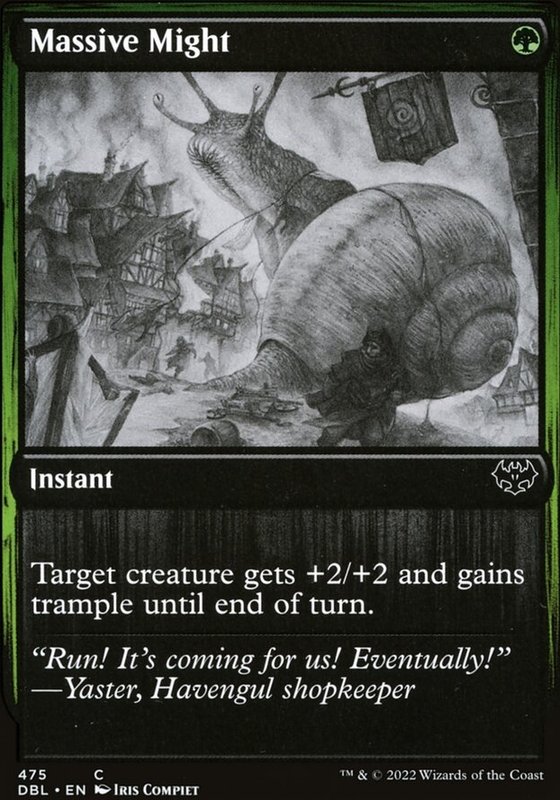 Massive Might
Instant
Target creature gets +2/+2 and gains
trample until end of turn.
“Run! It’s coming for us! Eventually!”
—Yaster, Havengul shopkeeper
475 C
DBL • EN Iris Compiet
™ & © 2022 Wizards of the Coast